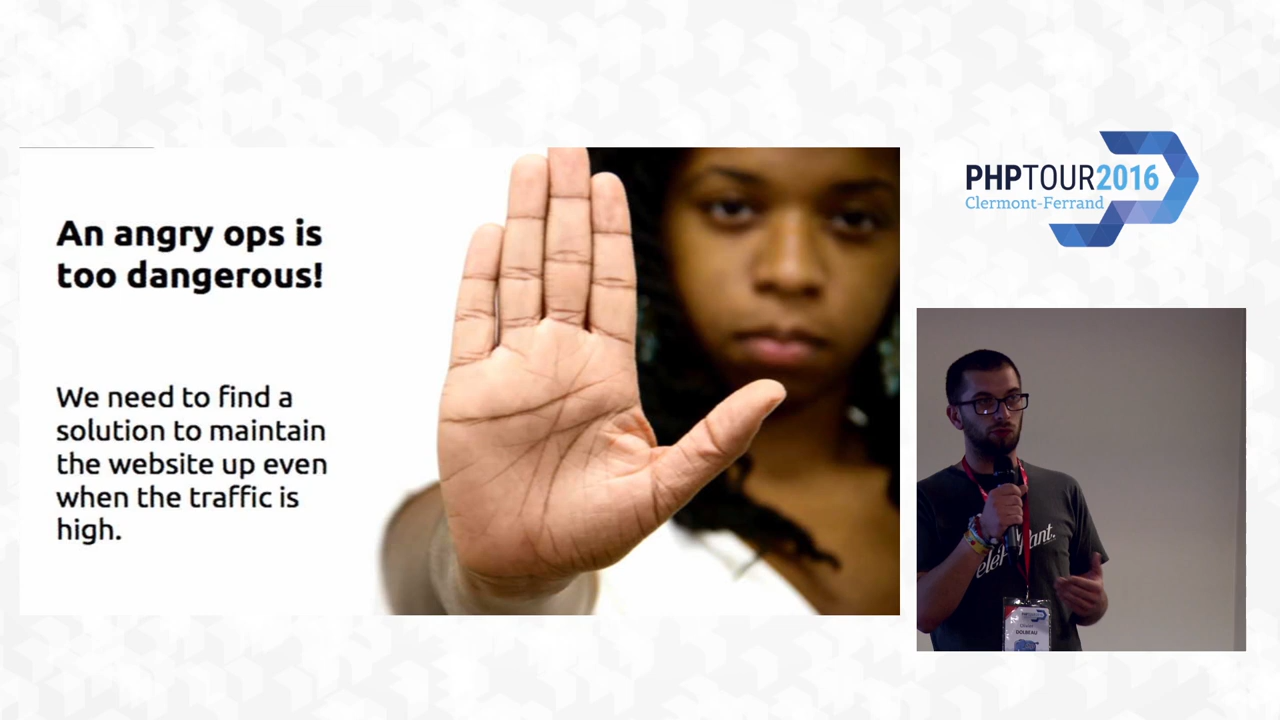 An angry ops is
too dangerous!
We need to find a
solution to maintain
the website up even
when the traffic is
high.
PHPTOUR2016
Clermont-Ferrand
DOLBEAU